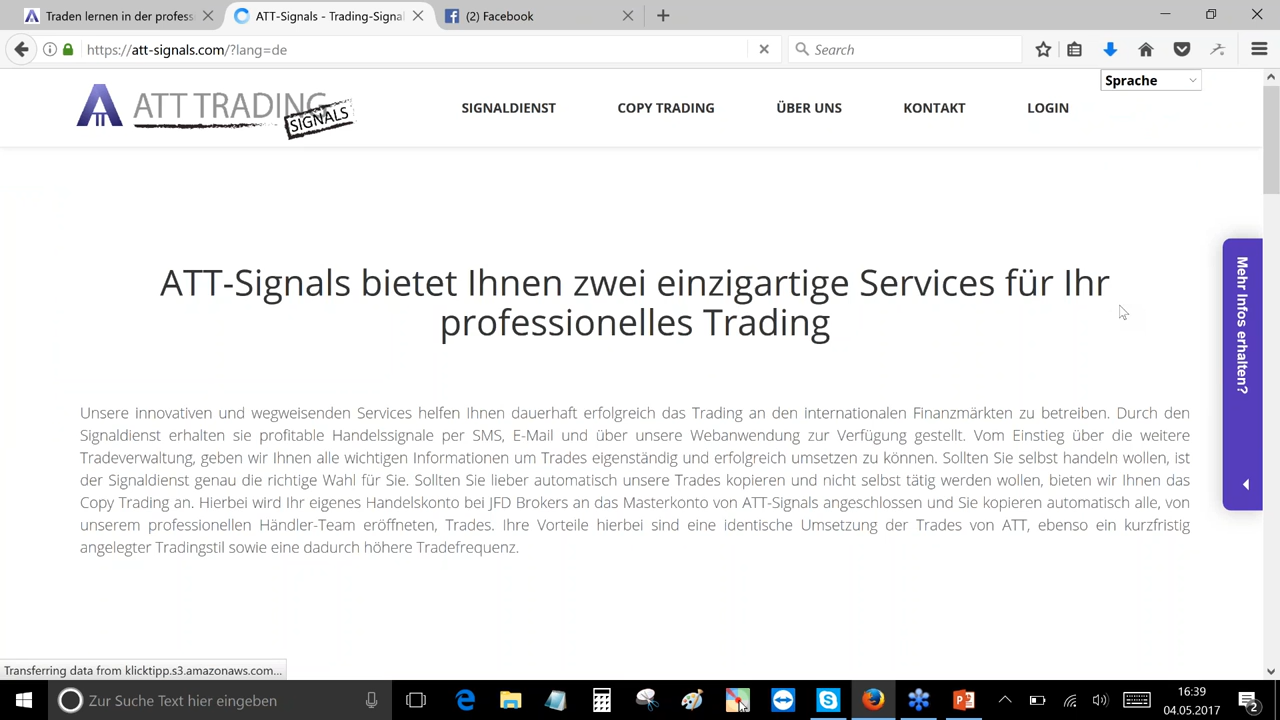 Traden lernen in der profess
ATT-Signals - Trading-Signal
(2) Facebook
https://att-signals.com/?lang=de
Search
Sprache
ATT TRADING
SIGNALS
SIGNALDIENST
COPY TRADING
ÜBER UNS
KONTAKT
LOGIN
ATT-Signals bietet Ihnen zwei einzigartige Services für Ihr
professionelles Trading
Mehr Infos erhalten?
Unsere innovativen und wegweisenden Services helfen Ihnen dauerhaft erfolgreich das Trading an den internationalen Finanzmärkten zu betreiben. Durch den
Signaldienst erhalten sie profitable Handelssignale per SMS, E-Mail und über unsere Webanwendung zur Verfügung gestellt. Vom Einstieg über die weitere
Tradeverwaltung, geben wir Ihnen alle wichtigen Informationen um Trades eigenständig und erfolgreich umsetzen zu können. Sollten Sie selbst handeln wollen, ist
der Signaldienst genau die richtige Wahl für Sie. Sollten Sie lieber automatisch unsere Trades kopieren und nicht selbst tätig werden wollen, bieten wir Ihnen das
Copy Trading an. Hierbei wird Ihr eigenes Handelskonto bei JFD Brokers an das Masterkonto von ATT-Signals angeschlossen und Sie kopieren automatisch alle, von
unserem professionellen Händler-Team eröffneten, Trades. Ihre Vorteile hierbei sind eine identische Umsetzung der Trades von ATT, ebenso ein kurzfristig
angelegter Tradingstil sowie eine dadurch höhere Tradefrequenz.
Transferring data from klicktipp.s3.amazonaws.com...
Zur Suche Text hier eingeben
16:39
04.05.2017
2